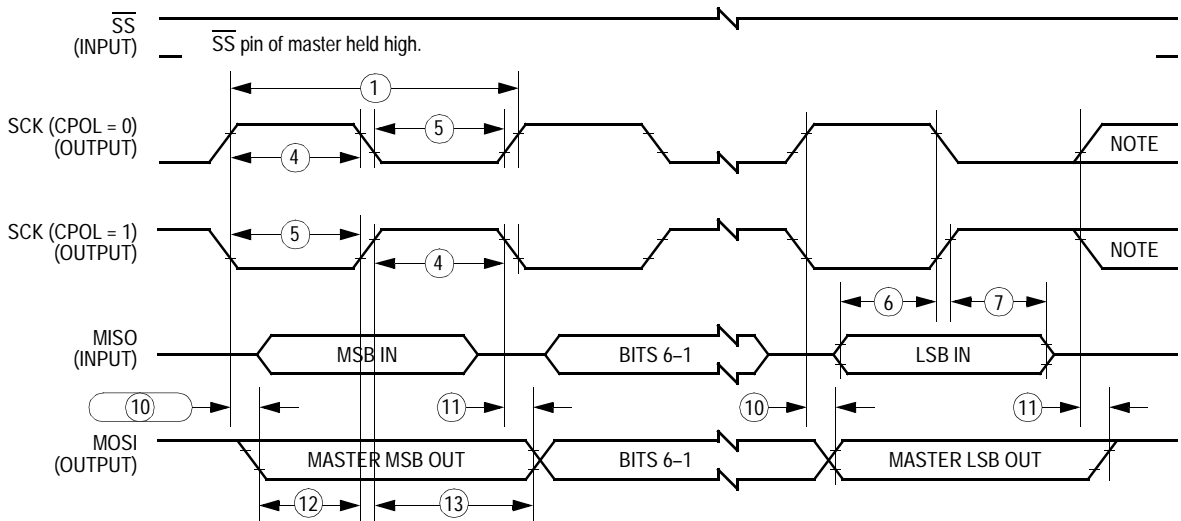 S̅S̅
(INPUT)
S̅S̅ pin of master held high.
1
SCK (CPOL = 0)
(OUTPUT)
5
4
NOTE
SCK (CPOL = 1)
(OUTPUT)
5
4
NOTE
6
7
MISO
(INPUT)
MSB IN
BITS 6–1
LSB IN
10
11
10
11
MOSI
(OUTPUT)
MASTER MSB OUT
BITS 6–1
MASTER LSB OUT
12
13